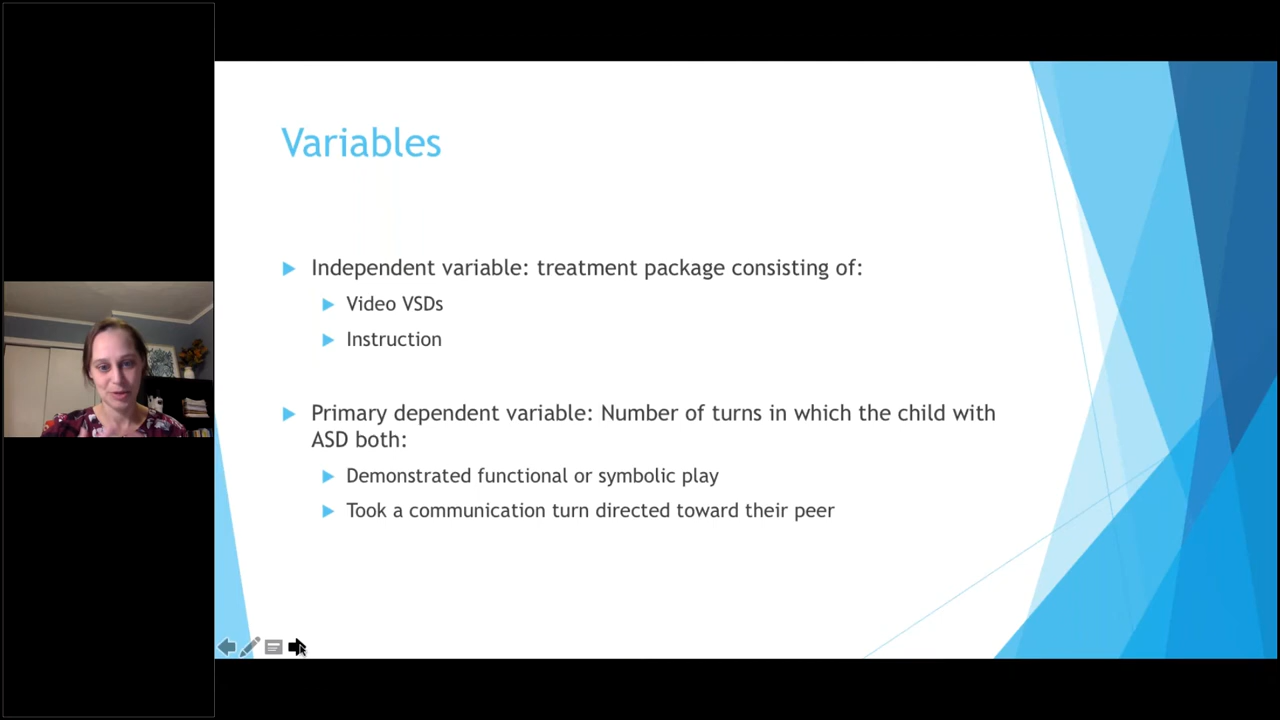 Variables
Independent variable: treatment package consisting of:
Video VSDs
Instruction
Primary dependent variable: Number of turns in which the child with
ASD both:
Demonstrated functional or symbolic play
Took a communication turn directed toward their peer